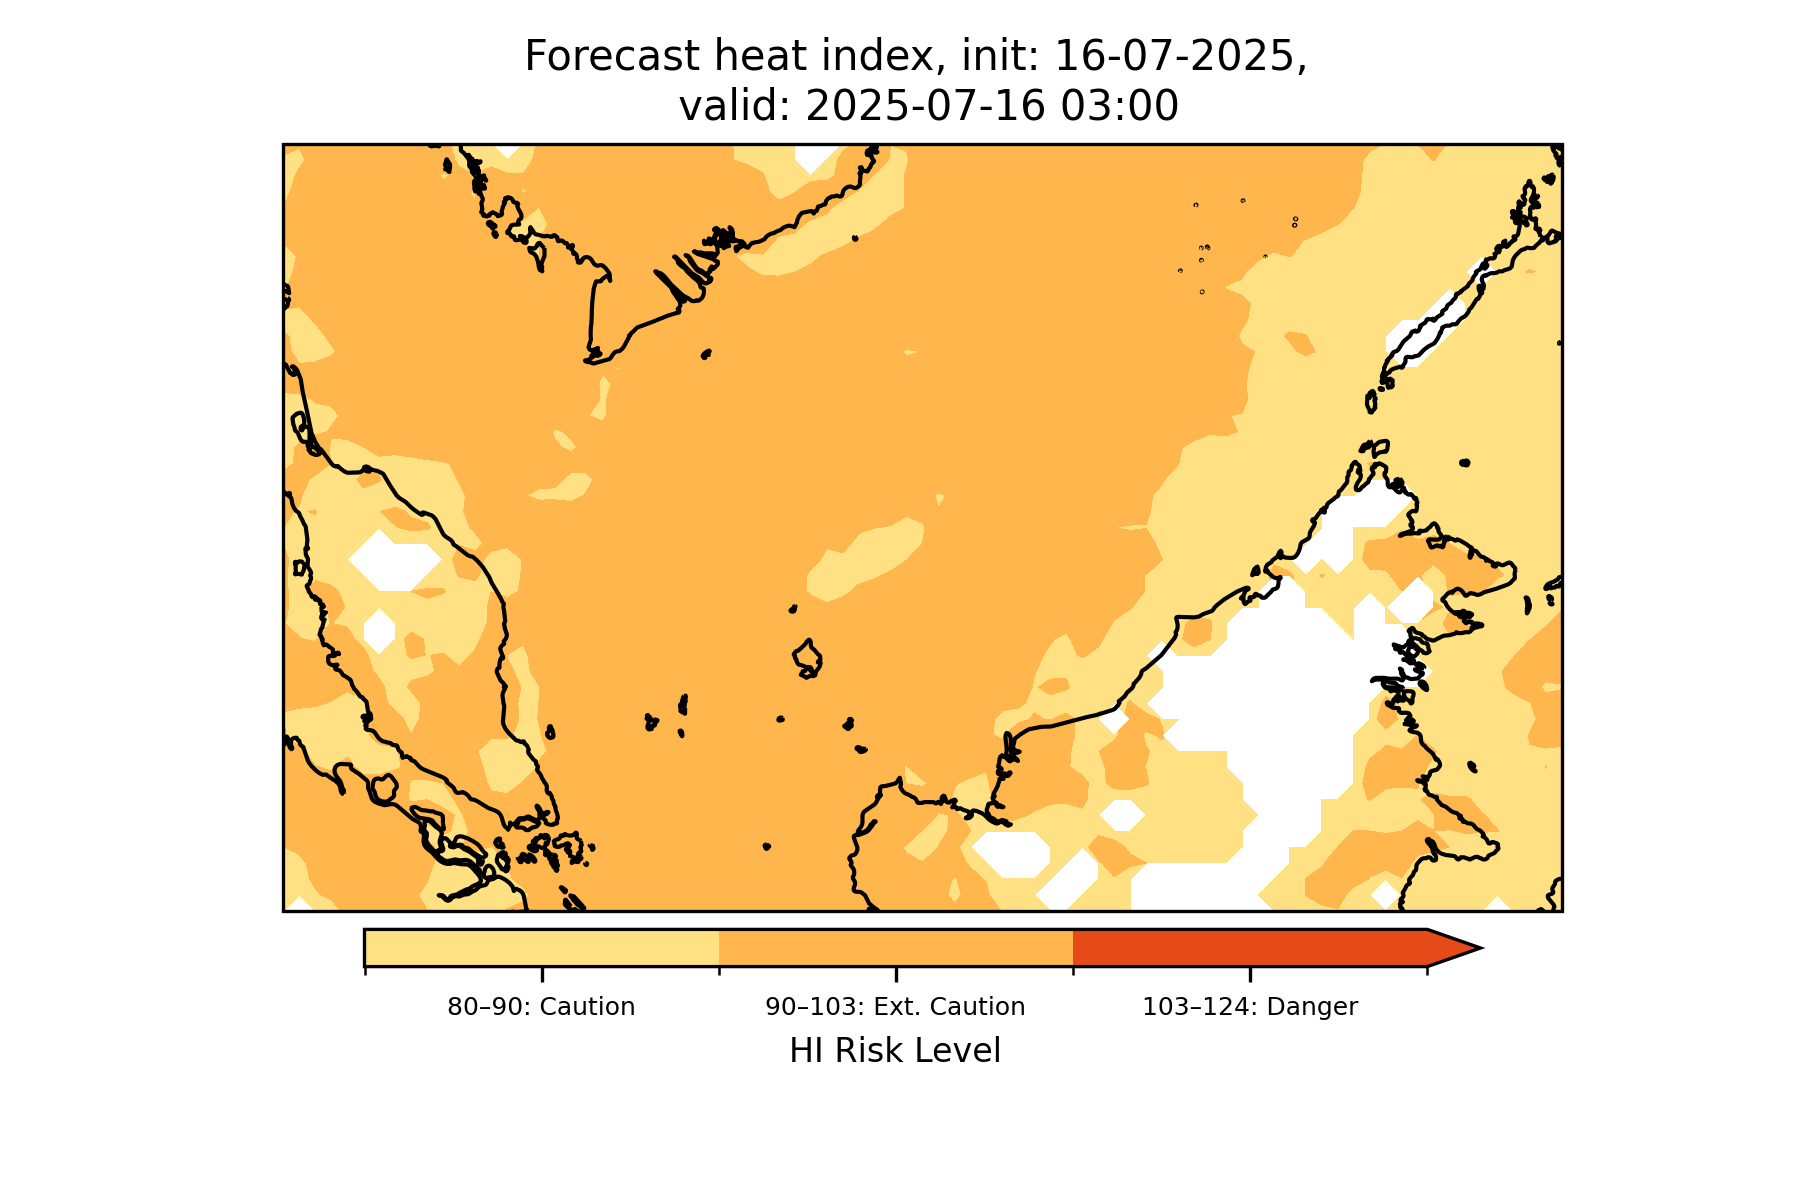 Forecast heat index, init: 16-07-2025,
valid: 2025-07-16 03:00
80–90: Caution
90–103: Ext. Caution
103–124: Danger
HI Risk Level